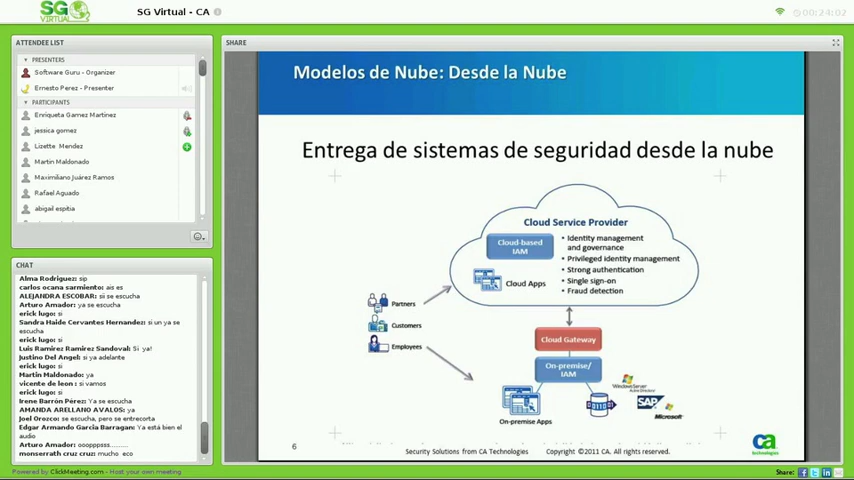 SG
VIRTUAL
SG Virtual - CA
00:24:02
ATTENDEE LIST
PRESENTERS
Software Guru - Organizer
Ernesto Perez - Presenter
PARTICIPANTS
Enriqueta Gamez Martinez
jessica gomez
Lizette Mendez
Martin Maldonado
Maximiliano Juárez Ramos
Rafael Aguado
abigail espitia
CHAT
Alma Rodriguez: sip
carlos ocana sarmiento: ais es
ALEJANDRA ESCOBAR: sii se escucha
Arturo Amador: ya se escucha
erick lugo: si
Sandra Haide Cervantes Hernandez: si un ya se
escucha
erick lugo: si
Luis Ramirez Ramirez Sandoval: Si ya!
Justino Del Angel: si ya adelante
erick lugo: si
Martin Maldonado: ya
vicente de leon: si vamos
erick lugo: si
Irene Barrón Pérez: Ya se escucha
AMANDA ARELLANO AVALOS: ya
Joel Orozco: se escucha, pero se entrecorta
Edgar Armando Garcia Barragan: Ya está bien el
audio
Arturo Amador: oooppsss.......
monserrath cruz cruz: mucho eco
SHARE
Modelos de Nube: Desde la Nube
Entrega de sistemas de seguridad desde la nube
Cloud Service Provider
Cloud-based
IAM
Cloud Apps
• Identity management
and governance
• Privileged identity management
• Strong authentication
• Single sign-on
• Fraud detection
Partners
Customers
Employees
Cloud Gateway
On-premise/
IAM
On-premise Apps
WindowsServer
SAP
Microsoft
6
Security Solutions from CA Technologies
Copyright ©2011 CA. All rights reserved.
ca
technologies
Powered by ClickMeeting.com - Host your own meeting
Share: